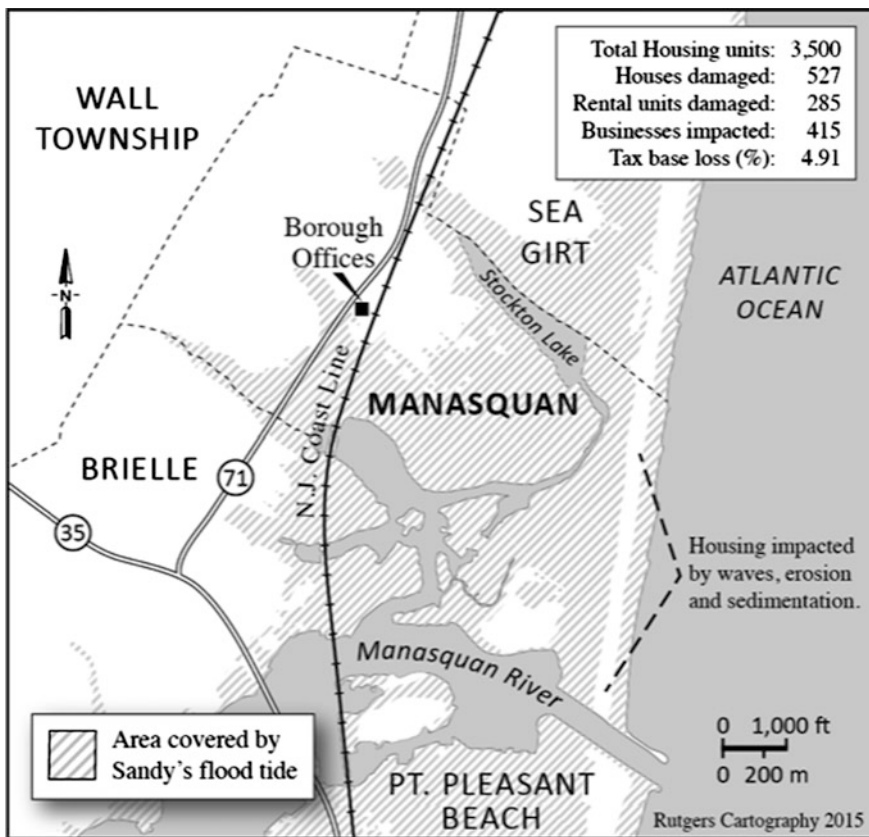 Total Housing units: 3,500
Houses damaged: 527
Rental units damaged: 285
Businesses impacted: 415
Tax base loss (%): 4.91
WALL
TOWNSHIP
SEA
GIRT
Borough
Offices
N
Stockton Lake
ATLANTIC
OCEAN
MANASQUAN
N.J. Coast Line
BRIELLE
71
35
Housing impacted
by waves, erosion
and sedimentation.
Manasquan River
Area covered by
Sandy's flood tide
0 1,000 ft
0 200 m
PT. PLEASANT
BEACH
Rutgers Cartography 2015